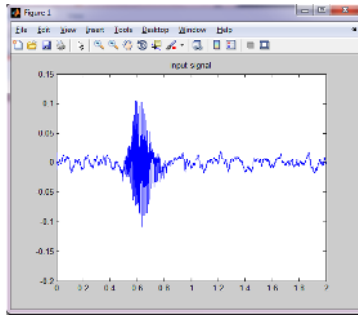 Figure 1
File Edit View Insert Tools Desktop Window Help
input signal
0.15
0.1
0.05
0
-0.05
-0.1
-0.15
-0.2
0 0.2 0.4 0.6 0.8 1 1.2 1.4 1.6 1.8 2